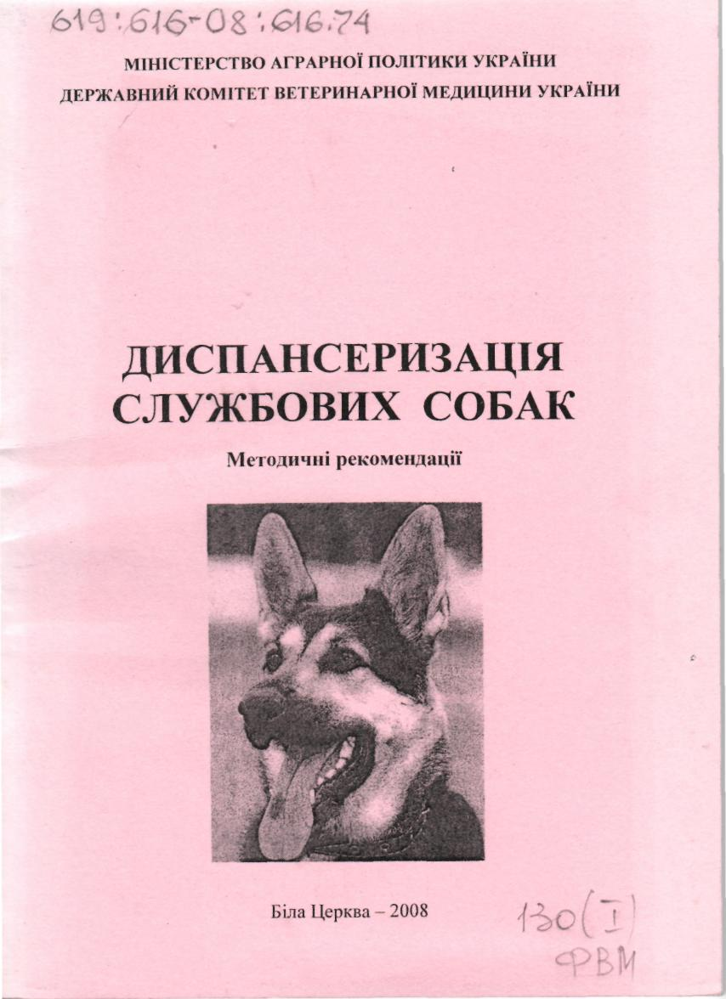 619:616-08:616.74
МІНІСТЕРСТВО АГРАРНОЇ ПОЛІТИКИ УКРАЇНИ
ДЕРЖАВНИЙ КОМІТЕТ ВЕТЕРИНАРНОЇ МЕДИЦИНИ УКРАЇНИ
ДИСПАНСЕРИЗАЦІЯ
СЛУЖБОВИХ СОБАК
Методичні рекомендації
Біла Церква – 2008
130(I)
ФВМ